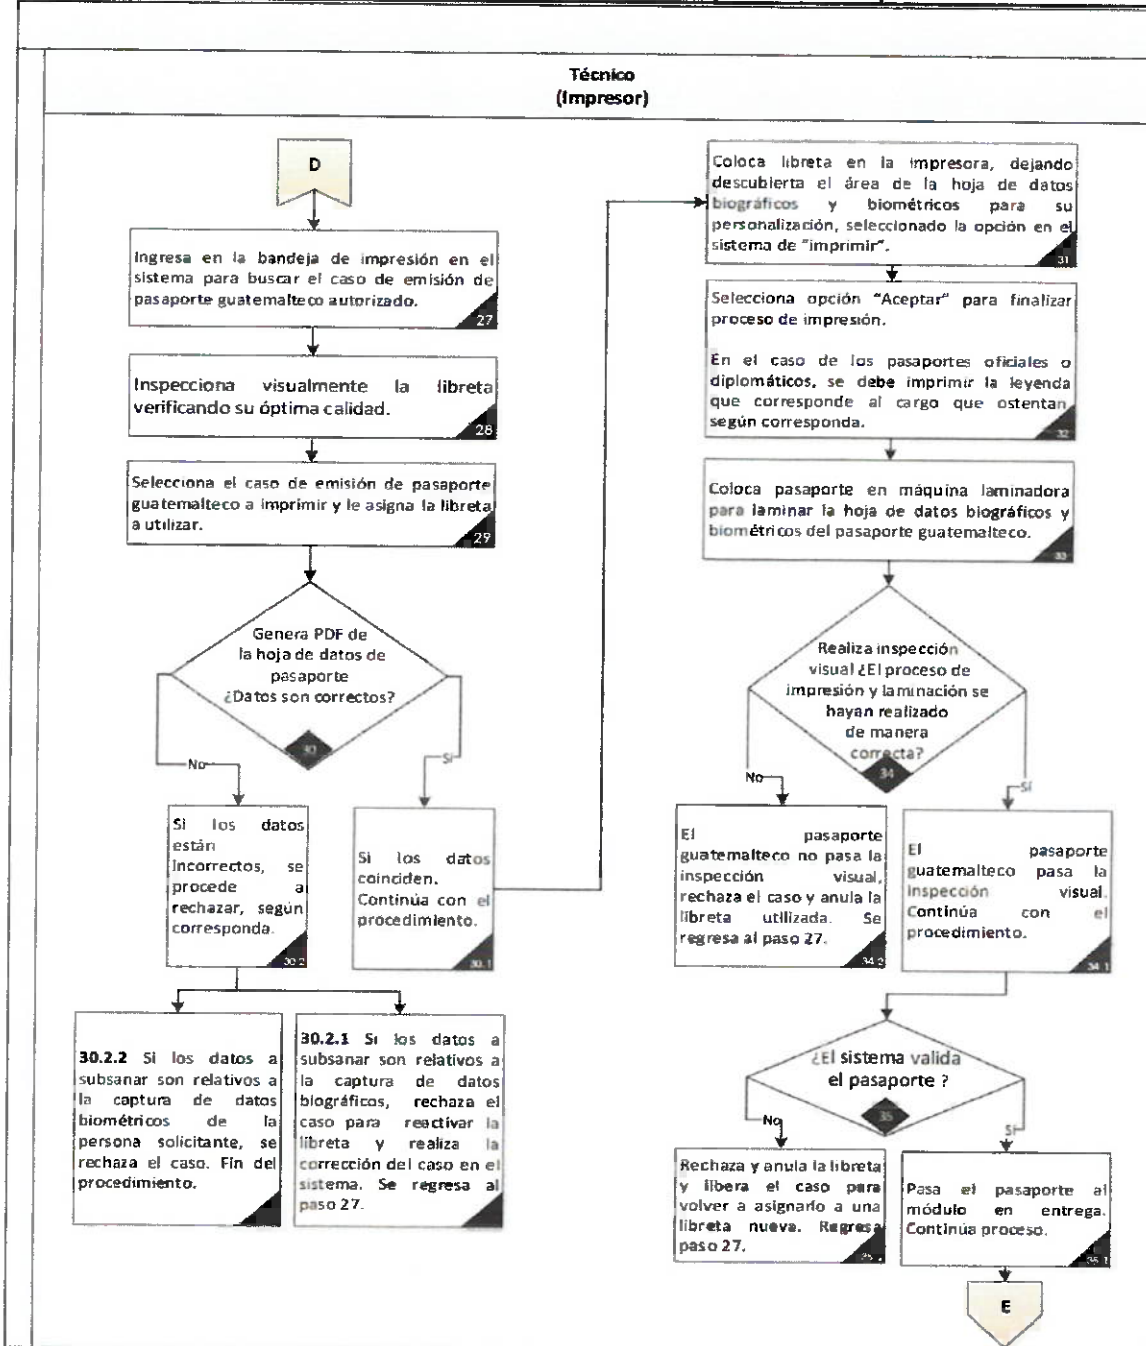 Técnico
(Impresor)
D
Ingresa en la bandeja de impresión en el
sistema para buscar el caso de emisión de
pasaporte guatemalteco autorizado.
27
Inspecciona visualmente la libreta
verificando su óptima calidad.
28
Selecciona el caso de emisión de pasaporte
guatemalteco a imprimir y le asigna la libreta
a utilizar.
29
Genera PDF de
la hoja de datos de
pasaporte
¿Datos son correctos?
30
No
Sí
Si los datos
están
Incorrectos, se
procede a
rechazar, según
corresponda.
30.2
Si los datos
coinciden.
Continúa con el
procedimiento.
30.1
30.2.2 Si los datos a
subsanar son relativos a
la captura de datos
biométricos de la
persona solicitante, se
rechaza el caso. Fin del
procedimiento.
30.2.1 Si los datos a
subsanar son relativos a
la captura de datos
biográficos, rechaza el
caso para reactivar la
libreta y realiza la
corrección del caso en el
sistema. Se regresa al
paso 27.
Coloca libreta en la impresora, dejando
descubierta el área de la hoja de datos
biográficos y biométricos para su
personalización, seleccionado la opción en el
sistema de "imprimir".
31
Selecciona opción "Aceptar" para finalizar
proceso de impresión.
En el caso de los pasaportes oficiales o
diplomáticos, se debe imprimir la leyenda
que corresponde al cargo que ostentan
según corresponda.
32
Coloca pasaporte en máquina laminadora
para laminar la hoja de datos biográficos y
biométricos del pasaporte guatemalteco.
33
Realiza inspección
visual ¿El proceso de
impresión y laminación se
hayan realizado
de manera
correcta?
34
No
Sí
El pasaporte
guatemalteco no pasa la
inspección visual,
rechaza el caso y anula la
libreta utilizada. Se
regresa al paso 27.
34.2
El pasaporte
guatemalteco pasa la
Inspección visual.
Continúa con el
procedimiento.
34.1
¿El sistema valida
el pasaporte ?
35
No
Sí
Rechaza y anula la libreta
y libera el caso para
volver a asignarlo a una
libreta nueva. Regresa
paso 27.
Pasa el pasaporte al
módulo en entrega.
Continúa proceso.
35.1
E